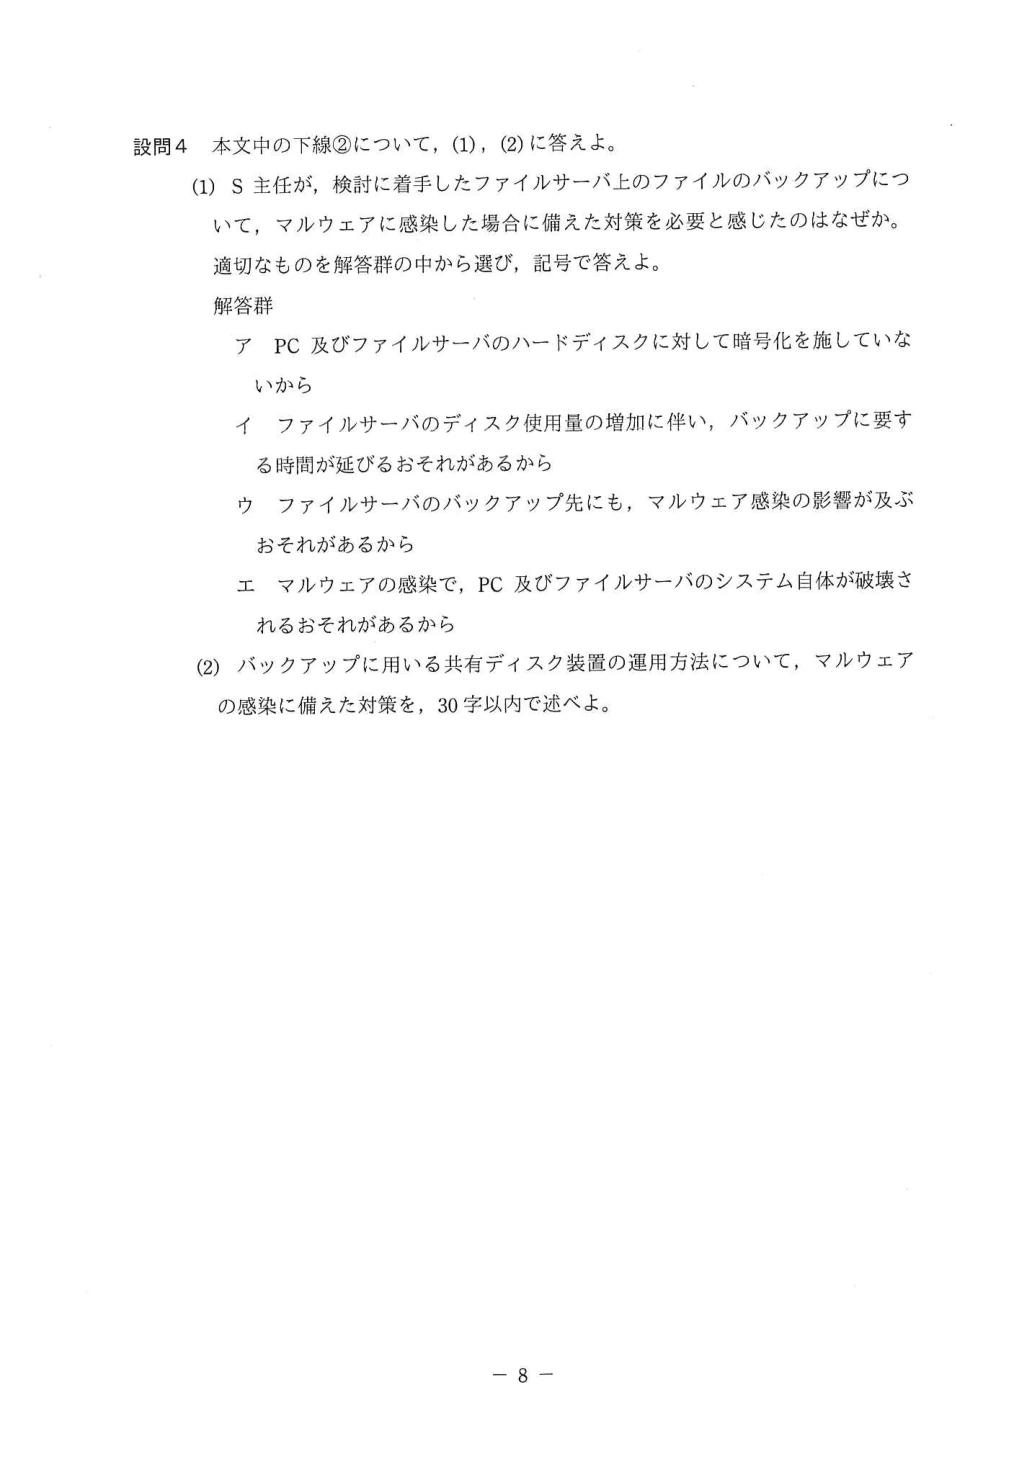 設問4 本文中の下線②について，(1)，(2)に答えよ。
(1) S 主任が，検討に着手したファイルサーバ上のファイルのバックアップにつ
いて，マルウェアに感染した場合に備えた対策を必要と感じたのはなぜか。
適切なものを解答群の中から選び，記号で答えよ。
解答群
ア PC 及びファイルサーバのハードディスクに対して暗号化を施していな
いから
イ ファイルサーバのディスク使用量の増加に伴い，バックアップに要す
る時間が延びるおそれがあるから
ウ ファイルサーバのバックアップ先にも，マルウェア感染の影響が及ぶ
おそれがあるから
エ マルウェアの感染で，PC 及びファイルサーバのシステム自体が破壊さ
れるおそれがあるから
(2) バックアップに用いる共有ディスク装置の運用方法について，マルウェア
の感染に備えた対策を，30 字以内で述べよ。
－ 8 －